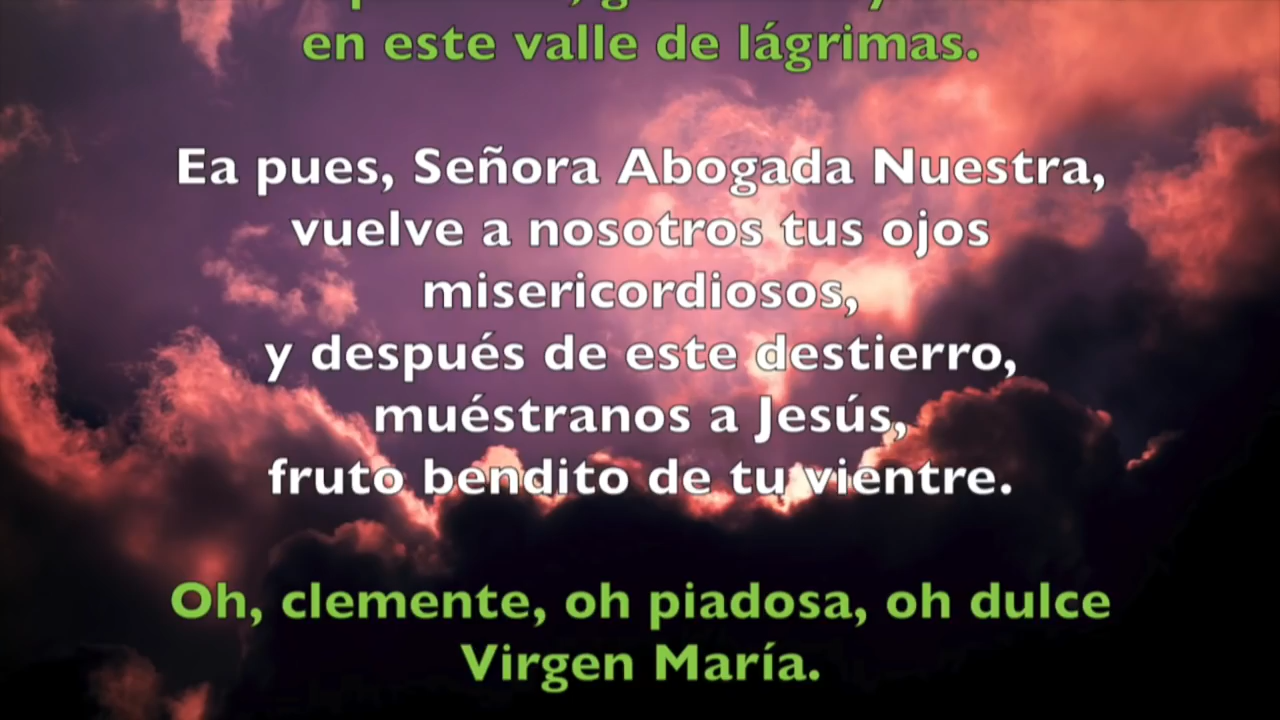 en este valle de lágrimas.
Ea pues, Señora Abogada Nuestra,
vuelve a nosotros tus ojos
misericordiosos,
y después de este destierro,
muéstranos a Jesús,
fruto bendito de tu vientre.
Oh, clemente, oh piadosa, oh dulce
Virgen María.